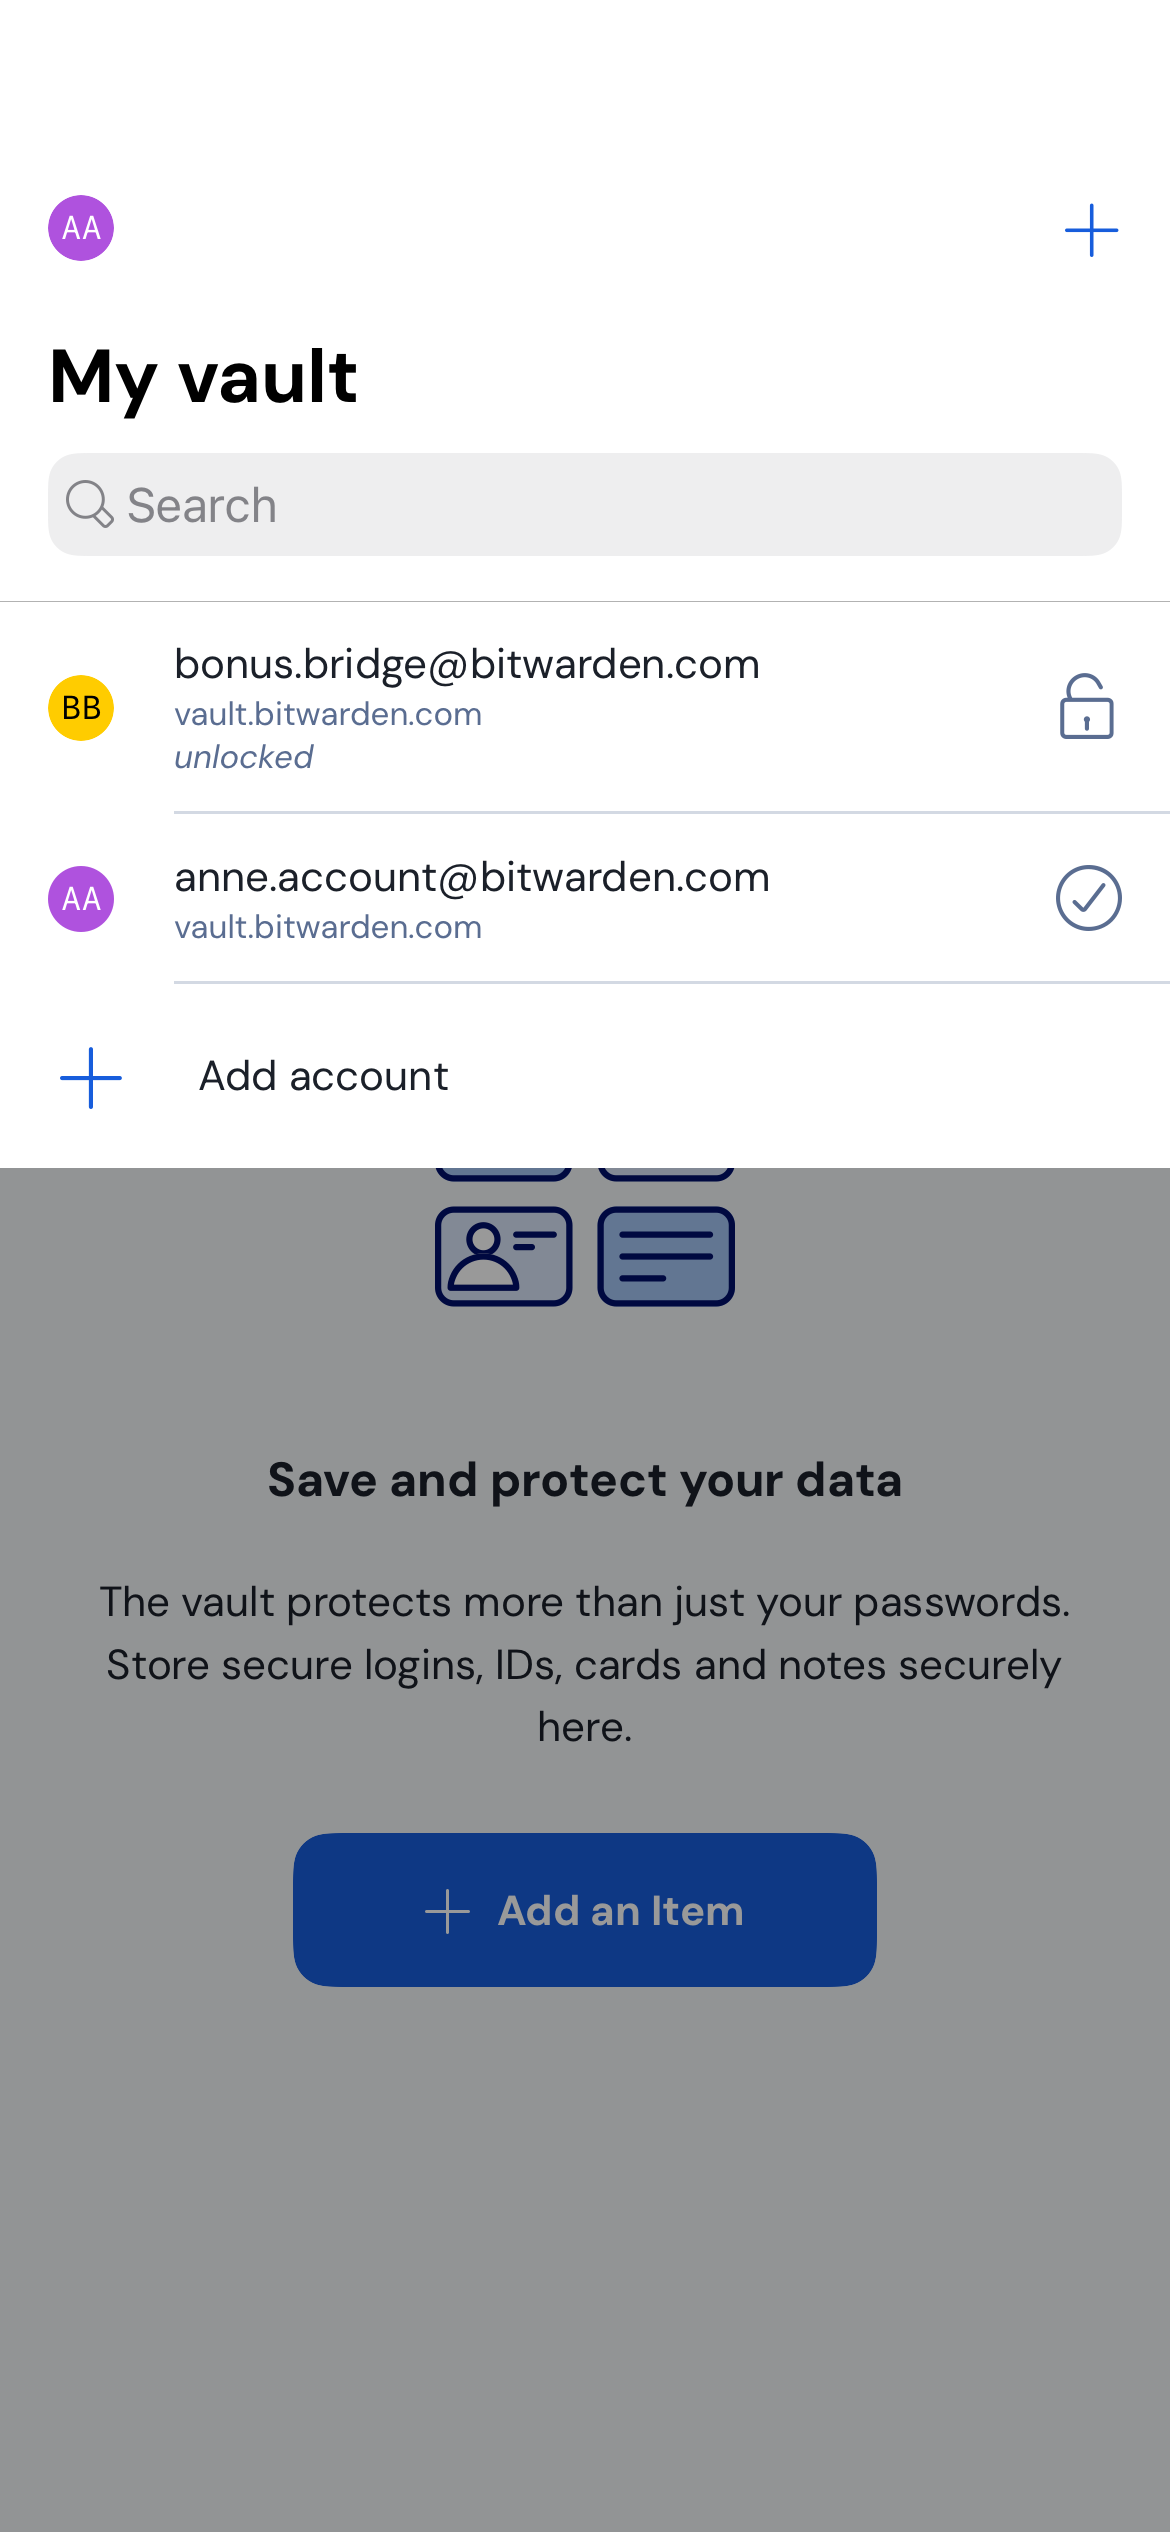 AA
My vault
Search
BB
bonus.bridge@bitwarden.com
vault.bitwarden.com
unlocked
AA
anne.account@bitwarden.com
vault.bitwarden.com
Add account
Save and protect your data
The vault protects more than just your passwords.
Store secure logins, IDs, cards and notes securely
here.
Add an Item